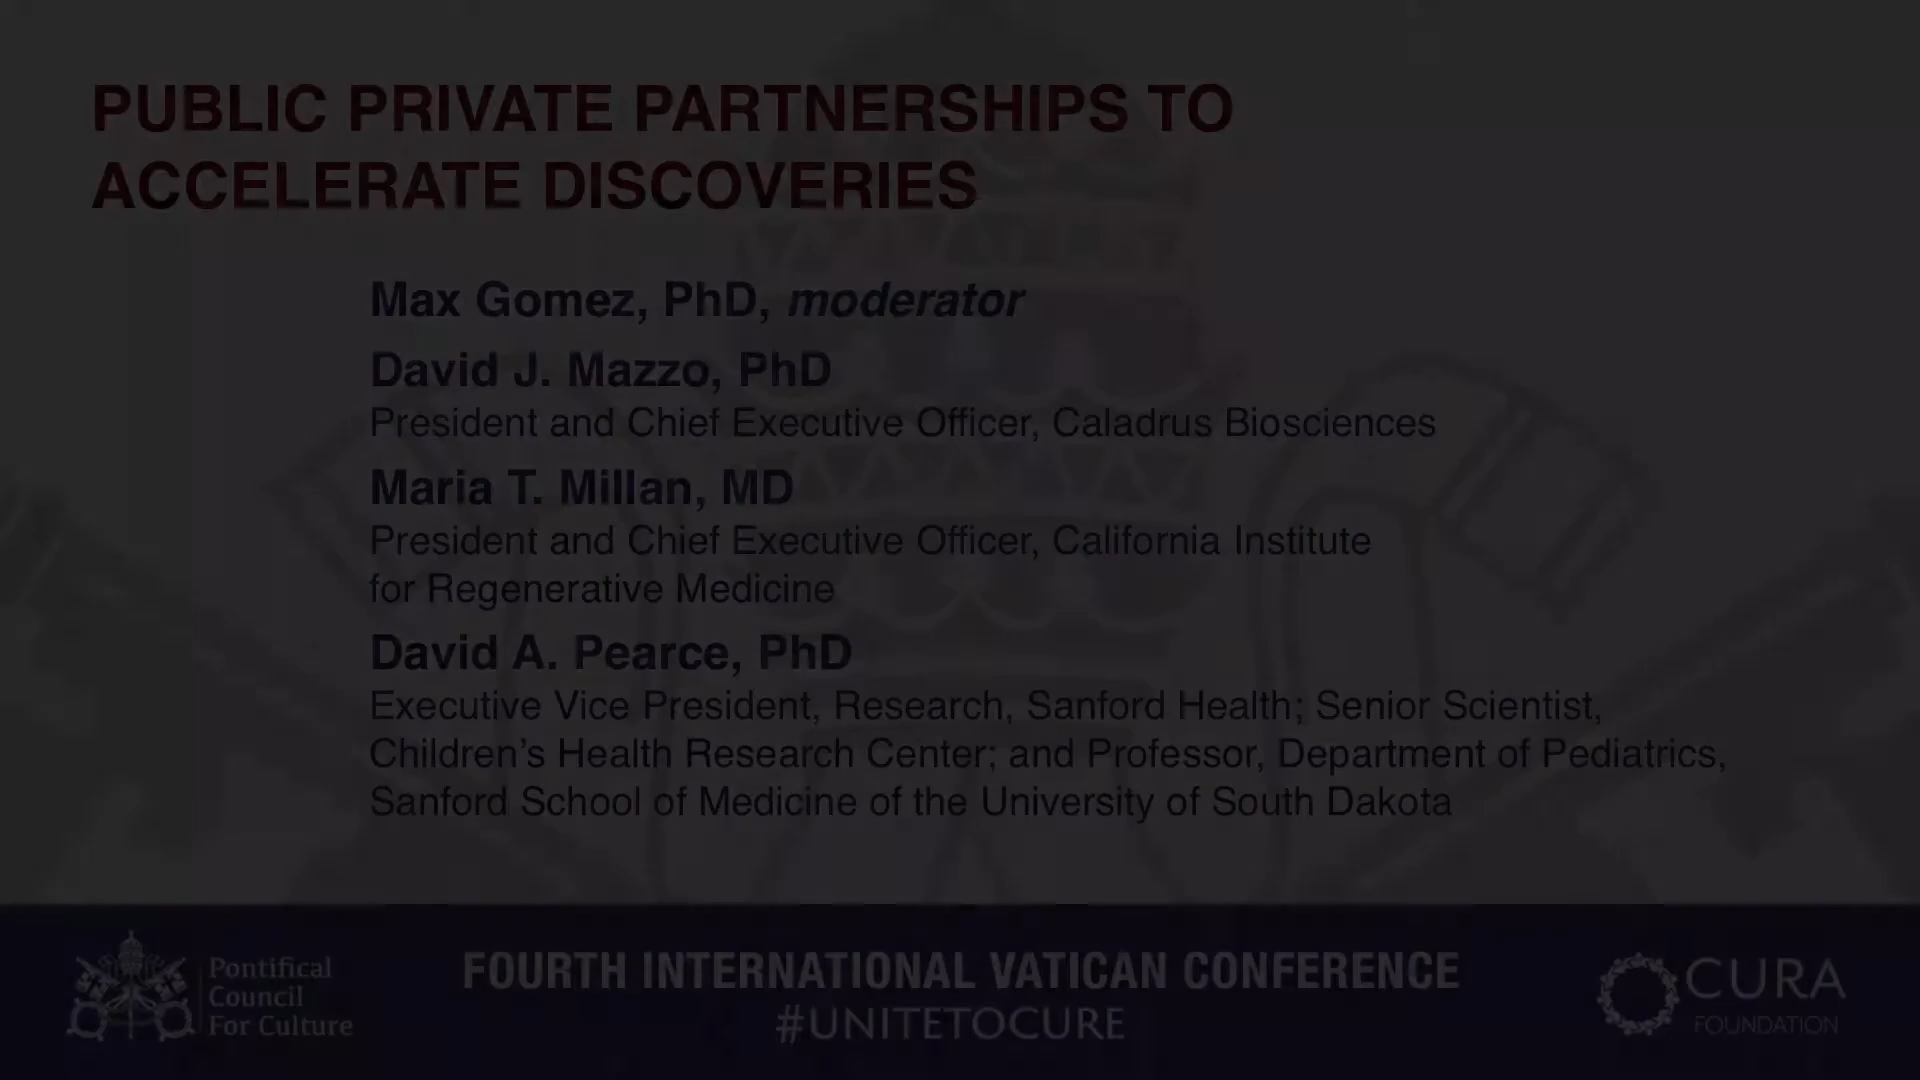 PUBLIC PRIVATE PARTNERSHIPS TO
ACCELERATE DISCOVERIES
Max Gomez, PhD, moderator
David J. Mazzo, PhD
President and Chief Executive Officer, Caladrus Biosciences
Maria T. Millan, MD
President and Chief Executive Officer, California Institute
for Regenerative Medicine
David A. Pearce, PhD
Executive Vice President, Research, Sanford Health; Senior Scientist,
Children’s Health Research Center; and Professor, Department of Pediatrics,
Sanford School of Medicine of the University of South Dakota
Pontifical
Council
For Culture
FOURTH INTERNATIONAL VATICAN CONFERENCE
#UNITETOCURE
CURA
FOUNDATION